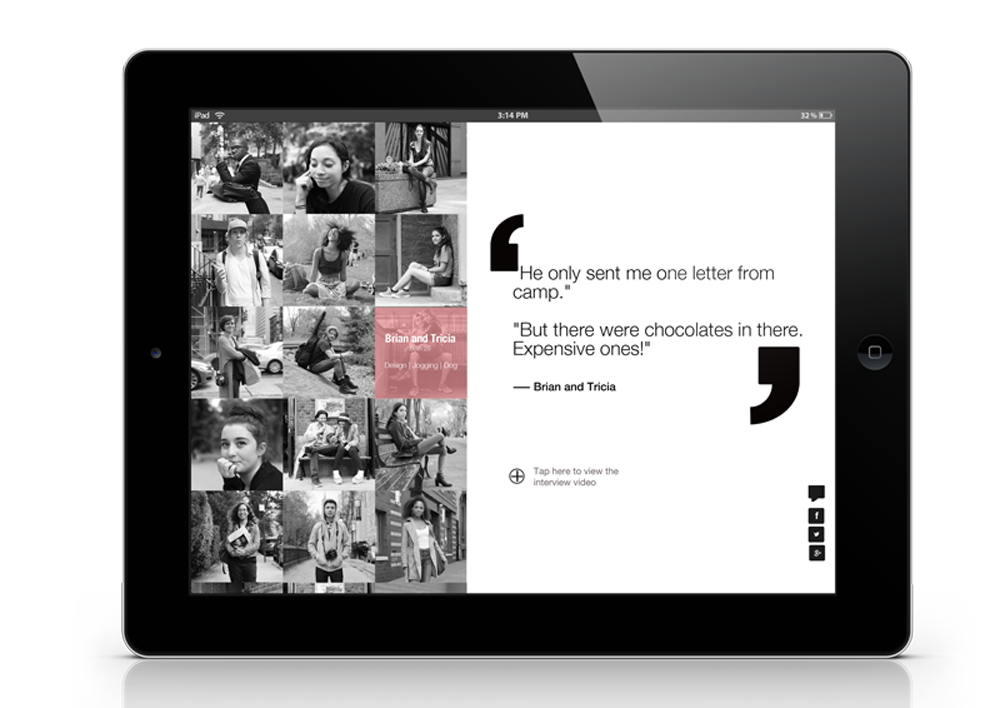 iPad 3:14 PM 32 %
Brian and Tricia
Design | Jogging | Dog
"He only sent me one letter from
camp."
"But there were chocolates in there.
Expensive ones!"
— Brian and Tricia
Tap here to view the
interview video
f
g+